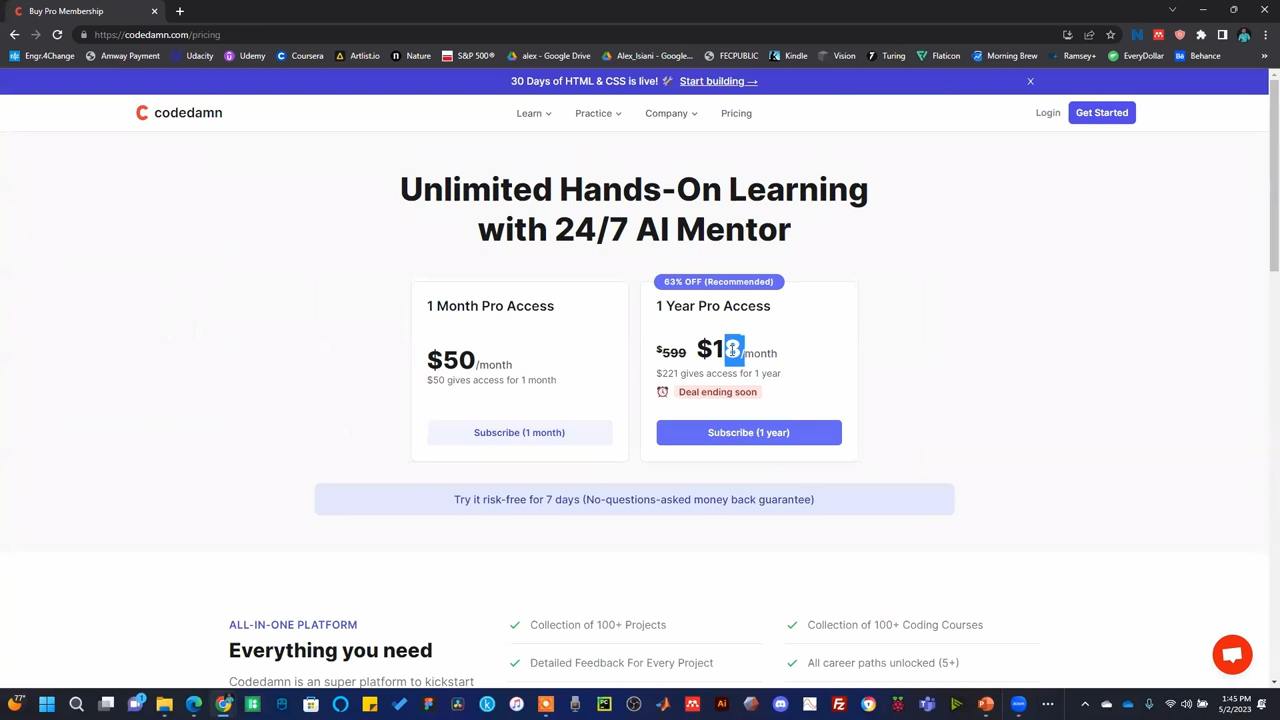 Buy Pro Membership
https://codedamn.com/pricing
Engr.4Change
Amway Payment
Udacity
Udemy
Coursera
Artlist.io
Nature
S&P 500®
alex - Google Drive
Alex_Isiani - Google...
FECPUBLIC
Kindle
Vision
Turing
Flaticon
Morning Brew
Ramsey+
EveryDollar
Behance
30 Days of HTML & CSS is live! 🛠️ Start building →
codedamn
Learn
Practice
Company
Pricing
Login
Get Started
Unlimited Hands-On Learning
with 24/7 AI Mentor
1 Month Pro Access
$50/month
$50 gives access for 1 month
Subscribe (1 month)
63% OFF (Recommended)
1 Year Pro Access
$599 $18/month
$221 gives access for 1 year
Deal ending soon
Subscribe (1 year)
Try it risk-free for 7 days (No-questions-asked money back guarantee)
ALL-IN-ONE PLATFORM
Everything you need
Codedamn is an super platform to kickstart
Collection of 100+ Projects
Collection of 100+ Coding Courses
Detailed Feedback For Every Project
All career paths unlocked (5+)
77°
1:45 PM
5/2/2023